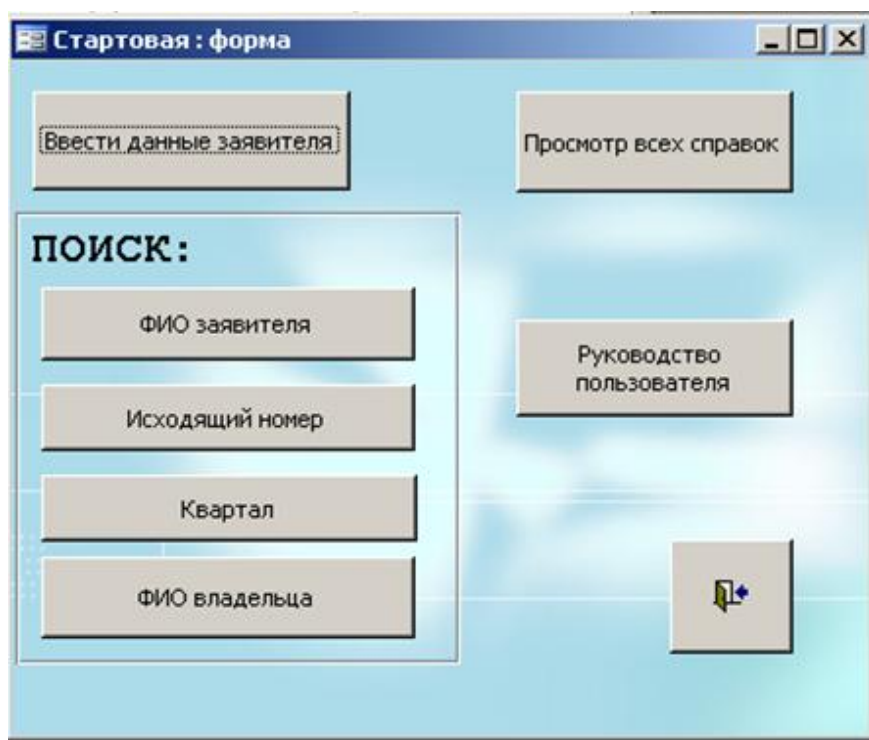 Стартовая : форма
Ввести данные заявителя
Просмотр всех справок
ПОИСК:
ФИО заявителя
Исходящий номер
Квартал
ФИО владельца
Руководство
пользователя